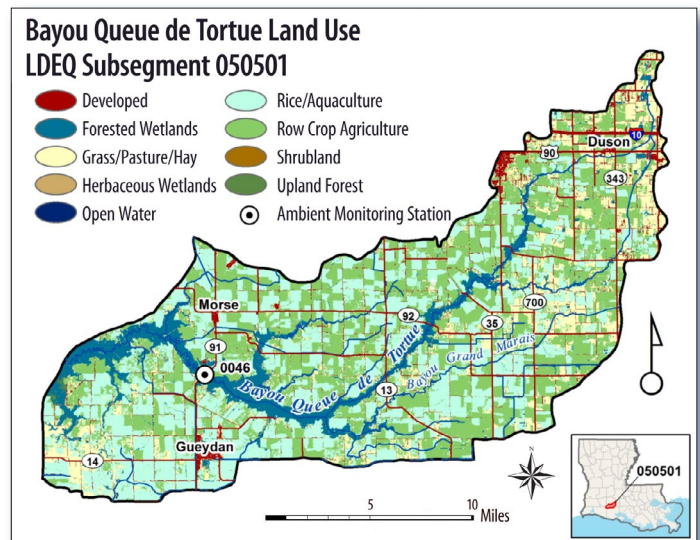 Bayou Queue de Tortue Land Use
LDEQ Subsegment 050501
Developed
Forested Wetlands
Grass/Pasture/Hay
Herbaceous Wetlands
Open Water
Rice/Aquaculture
Row Crop Agriculture
Shrubland
Upland Forest
Ambient Monitoring Station
10
Duson
90
343
700
Morse
92
35
91
0046
Bayou Queue de Tortue
Bayou Grand Marais
13
Gueydan
14
N
050501
5
10
Miles